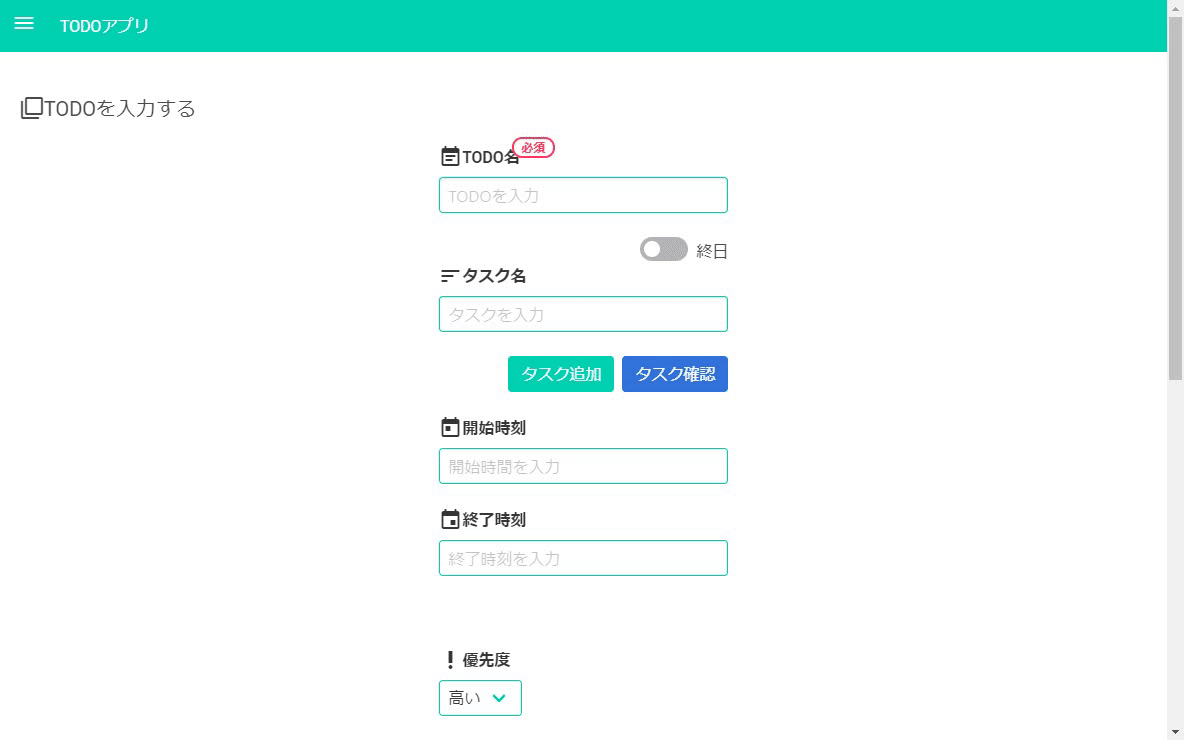 TODOアプリ
TODOを入力する
TODO名 必須
TODOを入力
終日
タスク名
タスクを入力
タスク追加 タスク確認
開始時刻
開始時間を入力
終了時刻
終了時刻を入力
優先度
高い